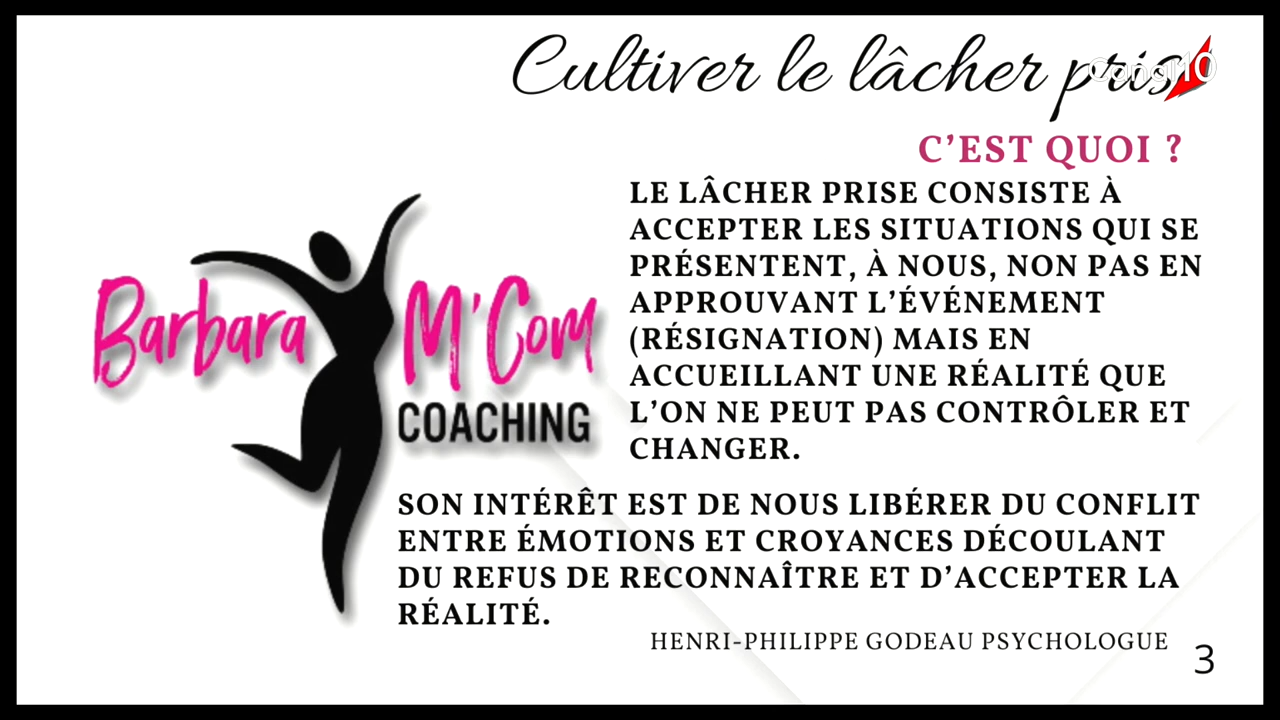 Cultiver le lâcher pris
Canal10
C'EST QUOI ?
LE LÂCHER PRISE CONSISTE À
ACCEPTER LES SITUATIONS QUI SE
PRÉSENTENT, À NOUS, NON PAS EN
APPROUVANT L'ÉVÉNEMENT
(RÉSIGNATION) MAIS EN
ACCUEILLANT UNE RÉALITÉ QUE
L'ON NE PEUT PAS CONTRÔLER ET
CHANGER.
Barbara M'Com
COACHING
SON INTÉRÊT EST DE NOUS LIBÉRER DU CONFLIT
ENTRE ÉMOTIONS ET CROYANCES DÉCOULANT
DU REFUS DE RECONNAÎTRE ET D'ACCEPTER LA
RÉALITÉ.
HENRI-PHILIPPE GODEAU PSYCHOLOGUE
3